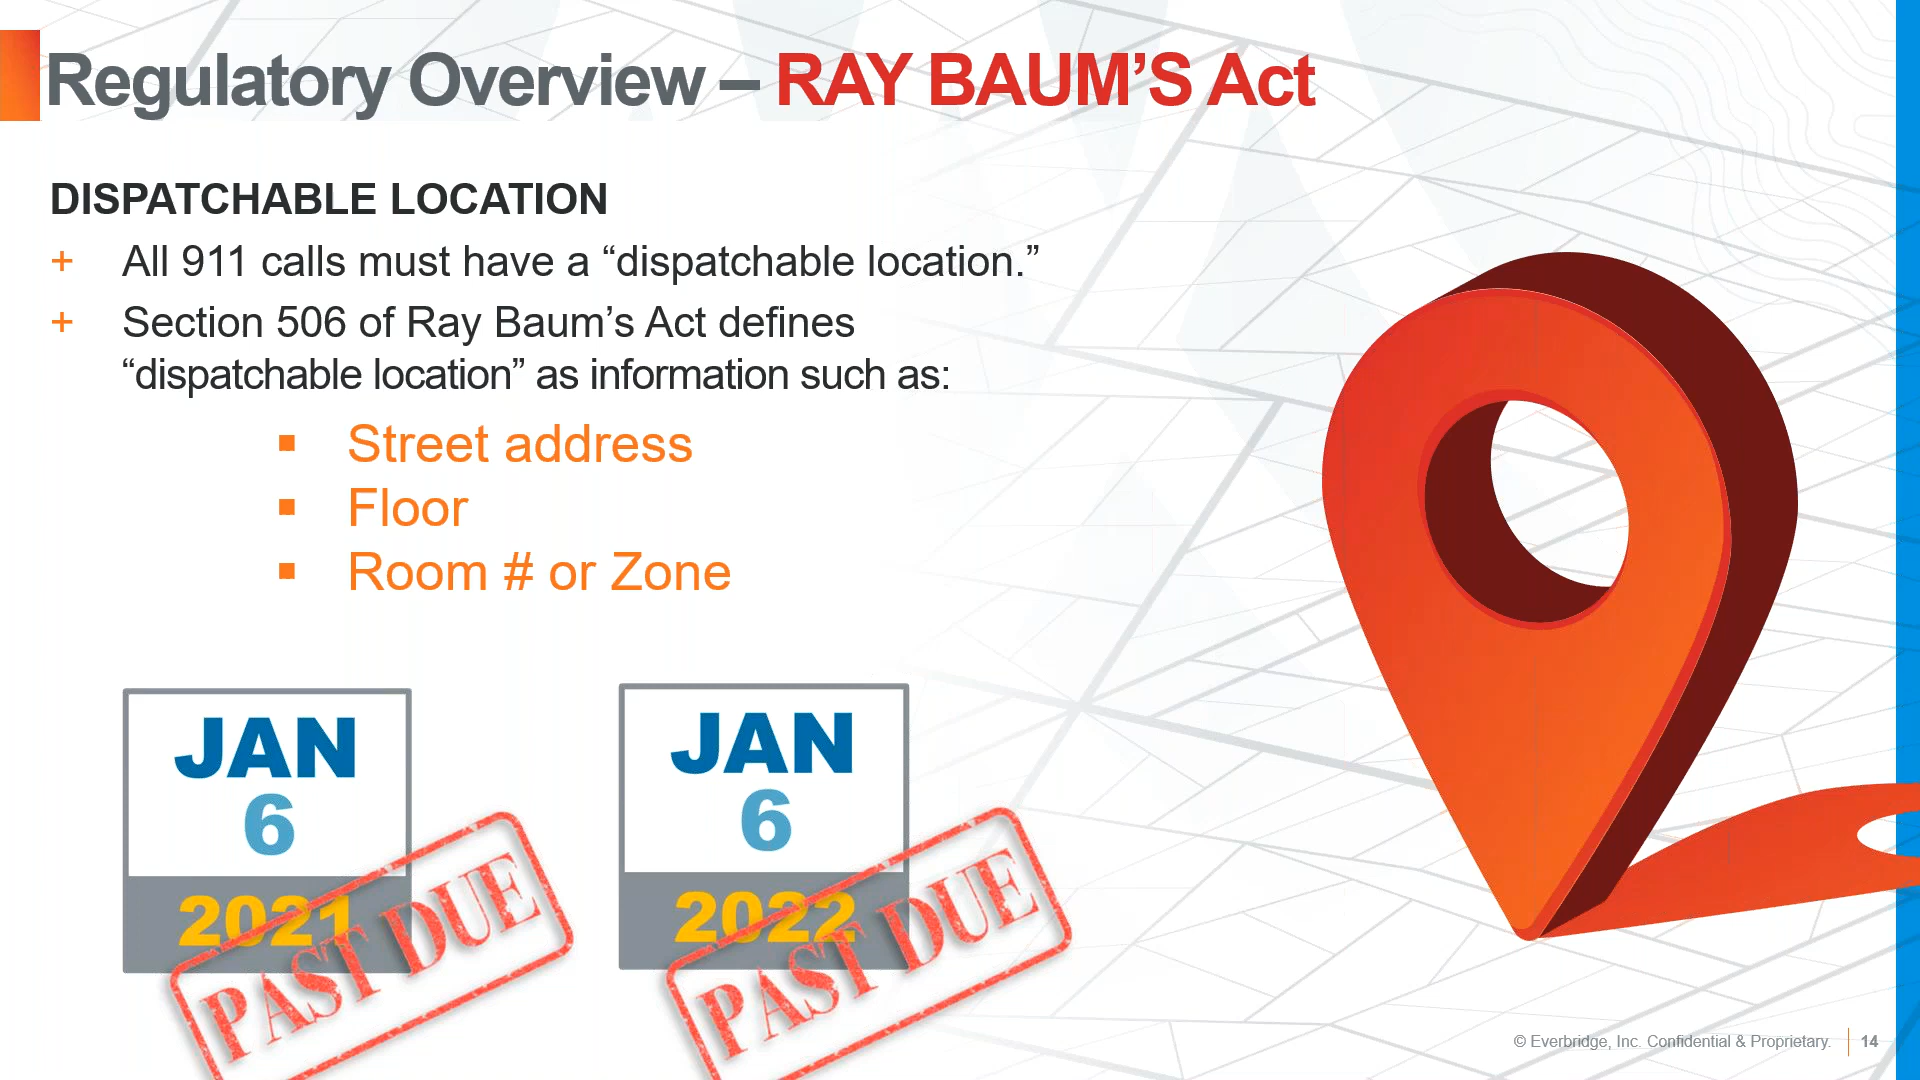 Regulatory Overview – RAY BAUM’S Act
DISPATCHABLE LOCATION
+ All 911 calls must have a “dispatchable location.”
+ Section 506 of Ray Baum’s Act defines
“dispatchable location” as information such as:
▪ Street address
▪ Floor
▪ Room # or Zone
JAN
6
2021
PAST DUE
JAN
6
2022
PAST DUE
© Everbridge, Inc. Confidential & Proprietary. 14